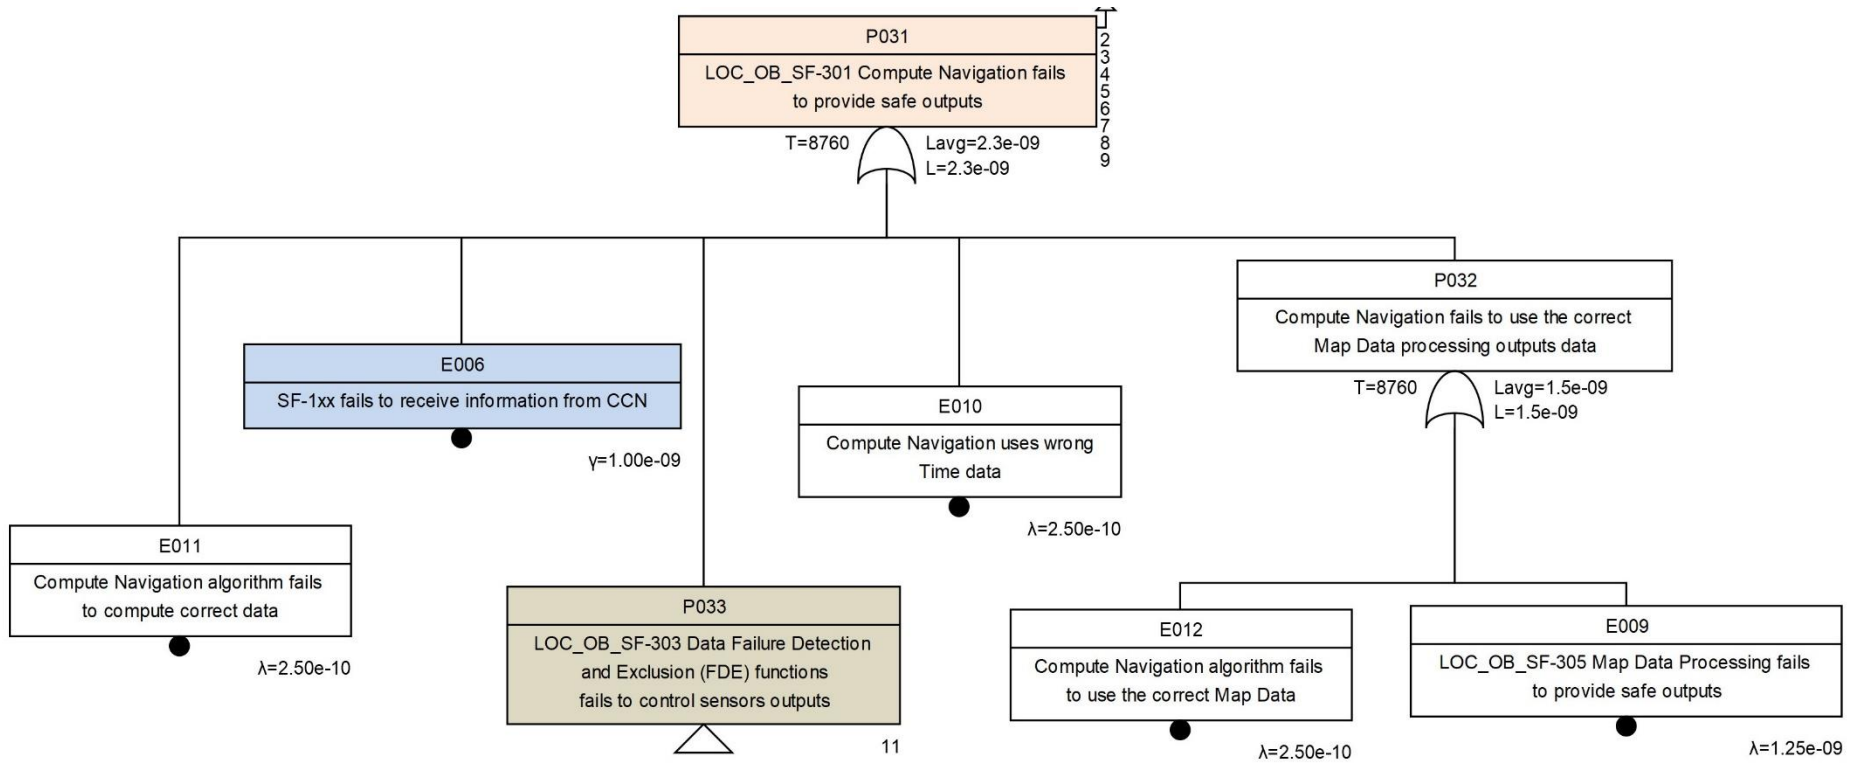 P031
LOC_OB_SF-301 Compute Navigation fails
to provide safe outputs
2
3
4
5
6
7
8
9
T=8760
Lavg=2.3e-09
L=2.3e-09
P032
Compute Navigation fails to use the correct
Map Data processing outputs data
T=8760
Lavg=1.5e-09
L=1.5e-09
E006
SF-1xx fails to receive information from CCN
γ=1.00e-09
E010
Compute Navigation uses wrong
Time data
λ=2.50e-10
E011
Compute Navigation algorithm fails
to compute correct data
λ=2.50e-10
P033
LOC_OB_SF-303 Data Failure Detection
and Exclusion (FDE) functions
fails to control sensors outputs
11
E012
Compute Navigation algorithm fails
to use the correct Map Data
λ=2.50e-10
E009
LOC_OB_SF-305 Map Data Processing fails
to provide safe outputs
λ=1.25e-09